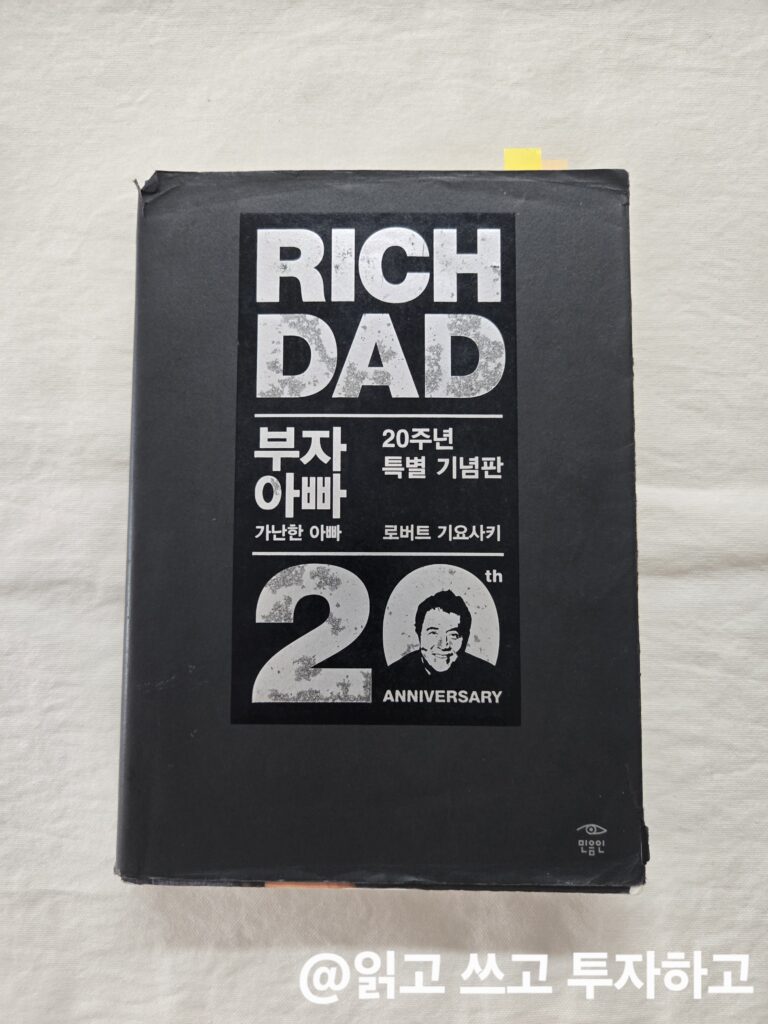 RICH
DAD
부자
아빠
가난한 아빠
20주년
특별 기념판
로버트 기요사키
20th
ANNIVERSARY
민음인
@읽고 쓰고 투자하고